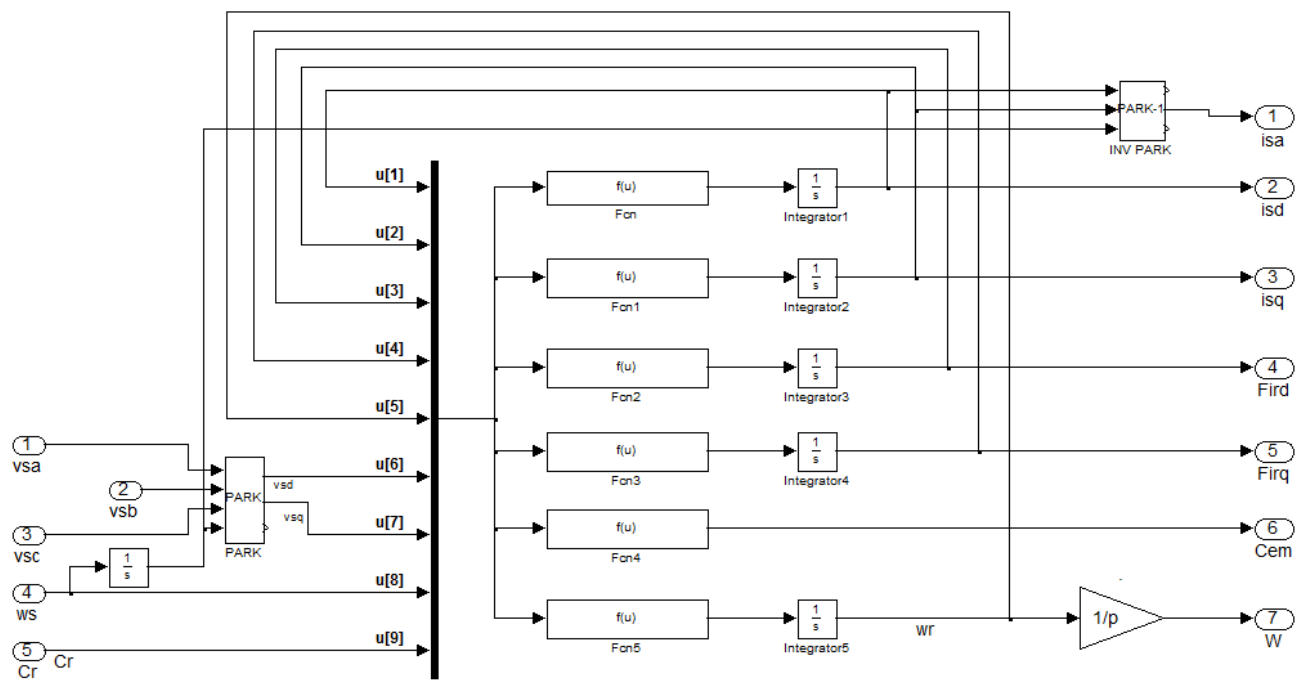 PARK-1
INV PARK
1
isa
u[1]
f(u)
Fcn
1
s
Integrator1
2
isd
u[2]
f(u)
Fcn1
1
s
Integrator2
3
isq
u[3]
u[4]
f(u)
Fcn2
1
s
Integrator3
4
Fird
u[5]
1
vsa
u[6]
f(u)
Fcn3
1
s
Integrator4
5
Firq
2
vsb
PARK
PARK
vsd
vsq
u[7]
f(u)
Fcn4
6
Cem
3
vsc
1
s
4
ws
u[8]
u[9]
f(u)
Fcn5
1
s
Integrator5
wr
1/p
7
W
5
Cr
Cr